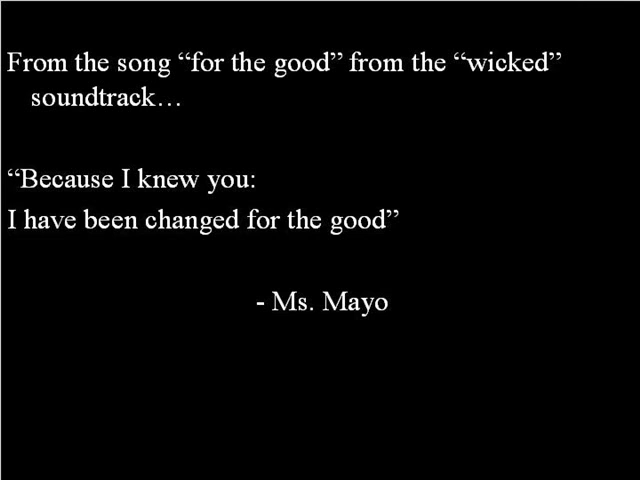 From the song “for the good” from the “wicked”
soundtrack…
“Because I knew you:
I have been changed for the good”
- Ms. Mayo